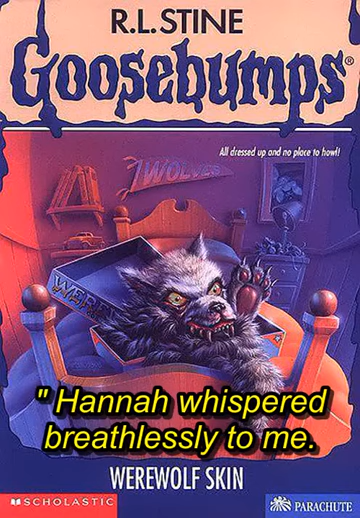 R.L. STINE
Goosebumps®
All dressed up and no place to howl!
WOLVES
WERE
" Hannah whispered
breathlessly to me.
WEREWOLF SKIN
SCHOLASTIC
PARACHUTE